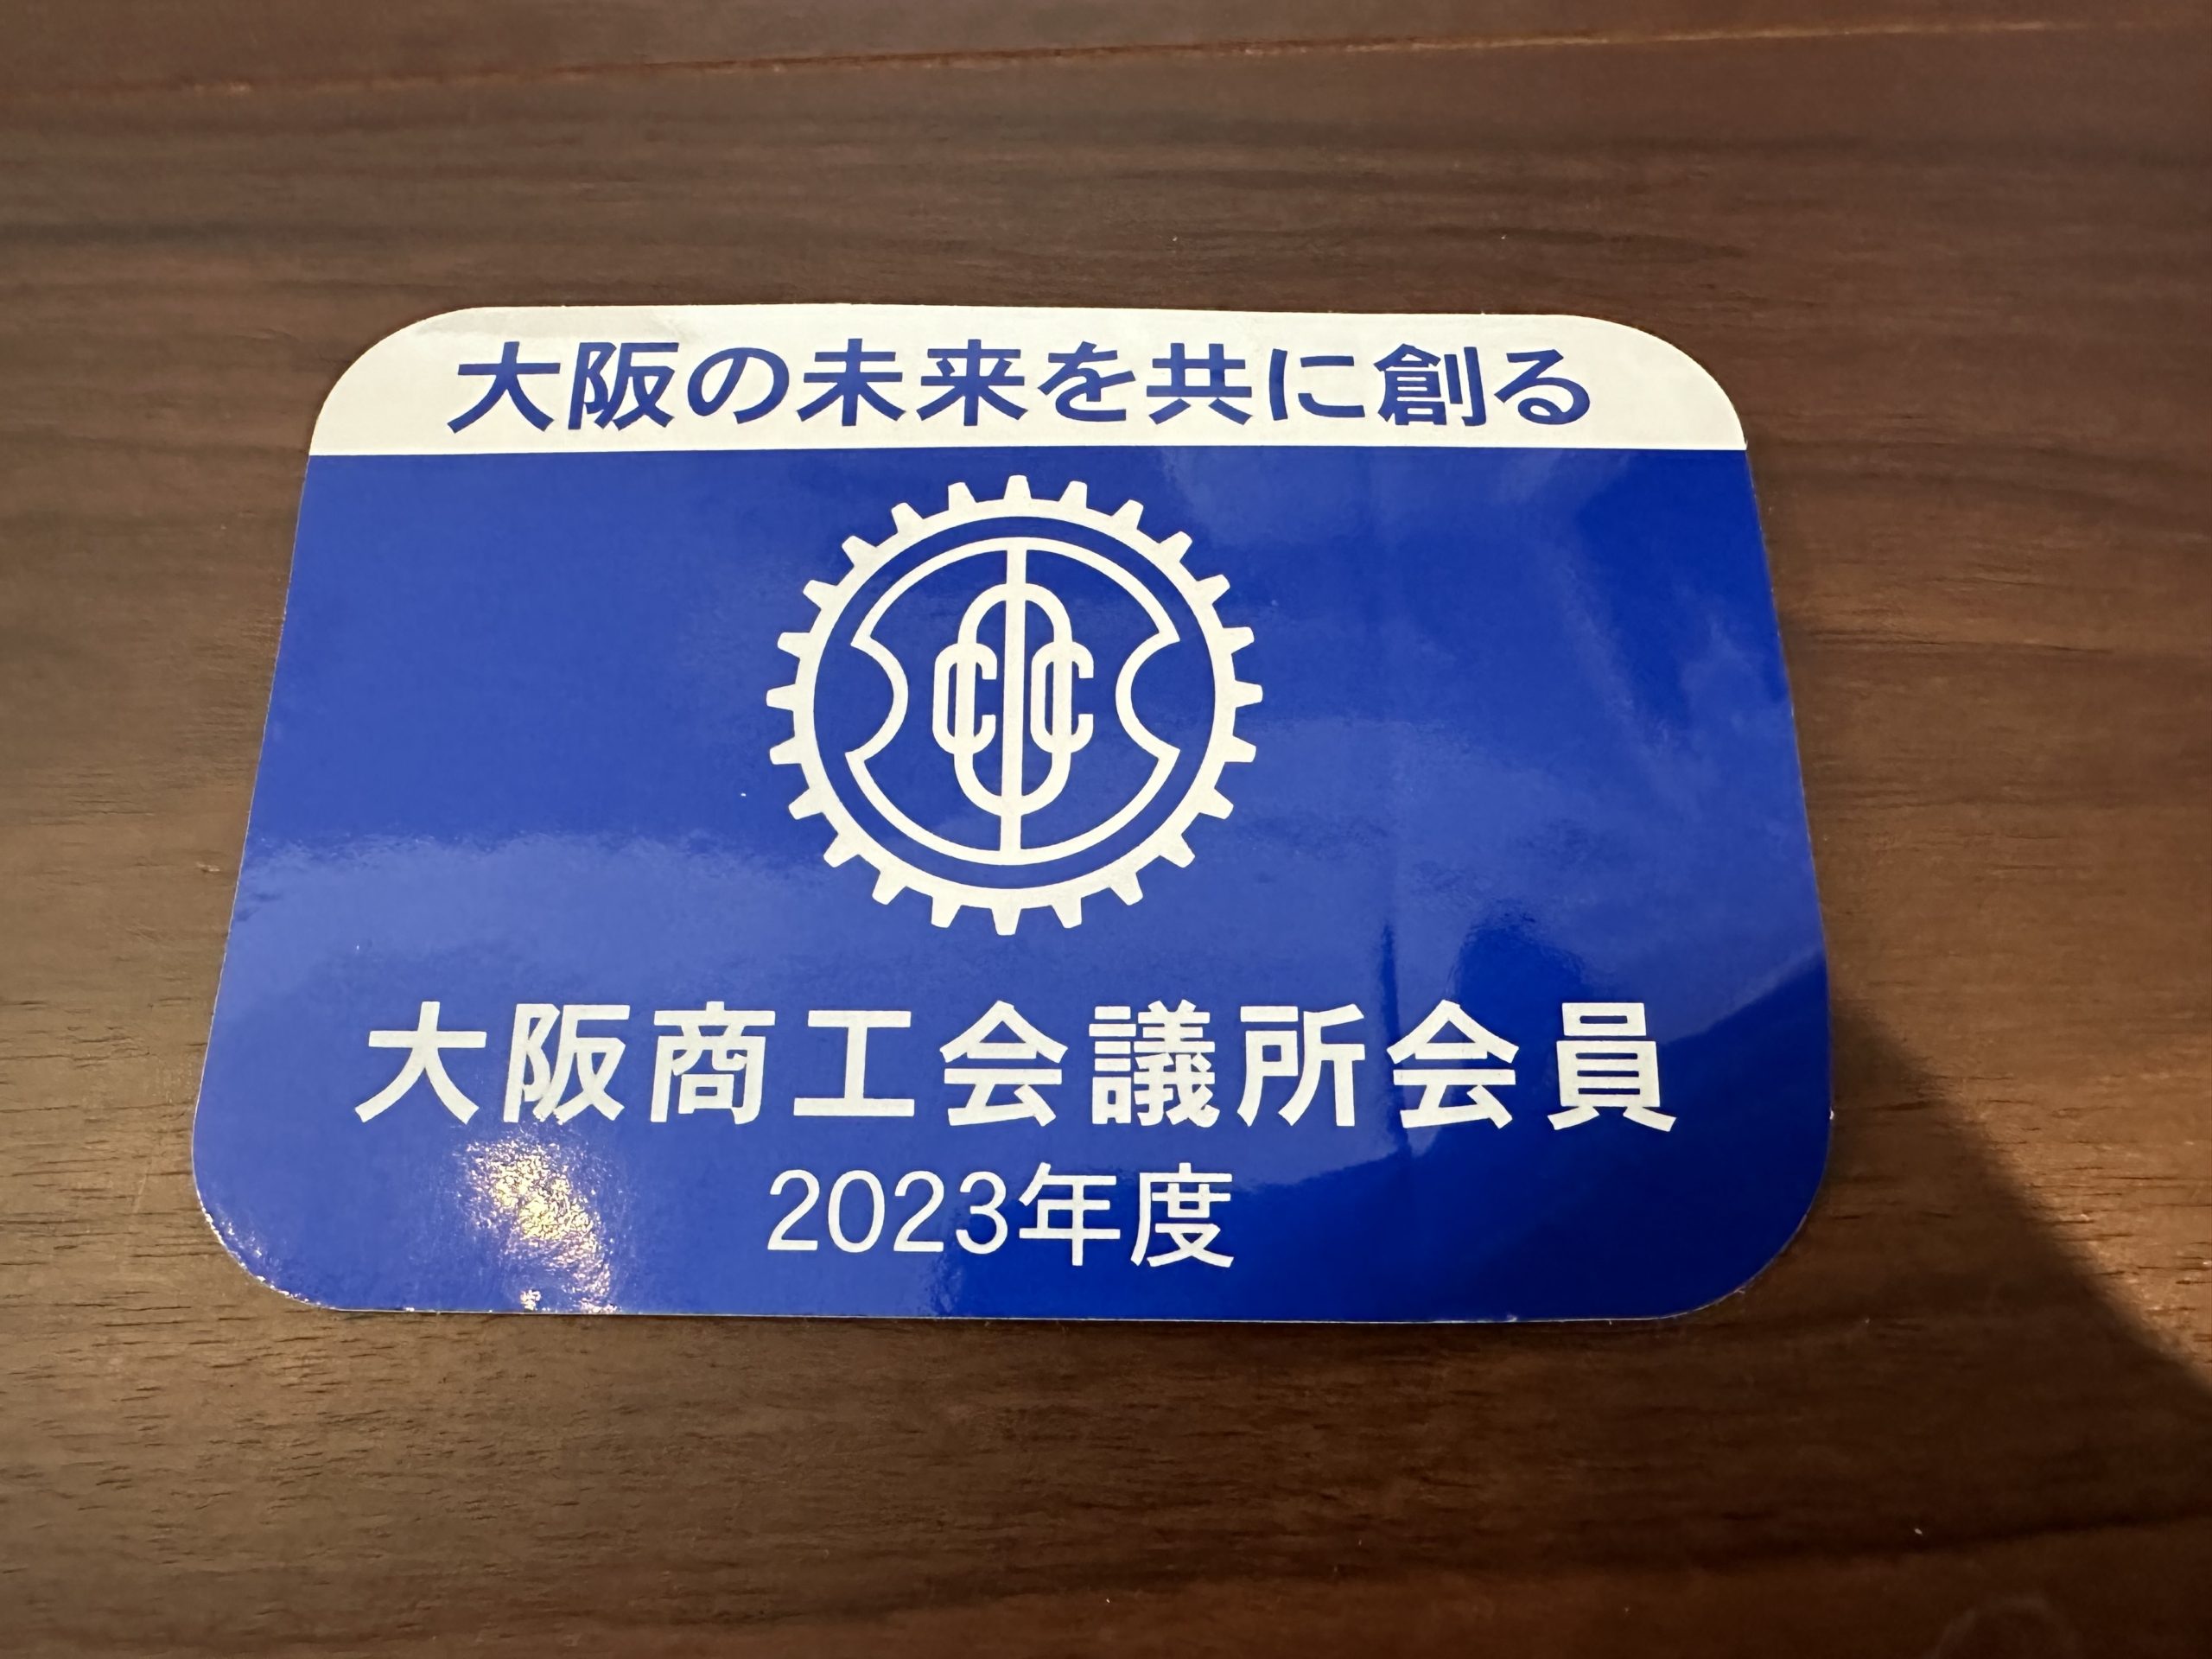 大阪の未来を共に創る
大阪商工会議所会員
2023年度